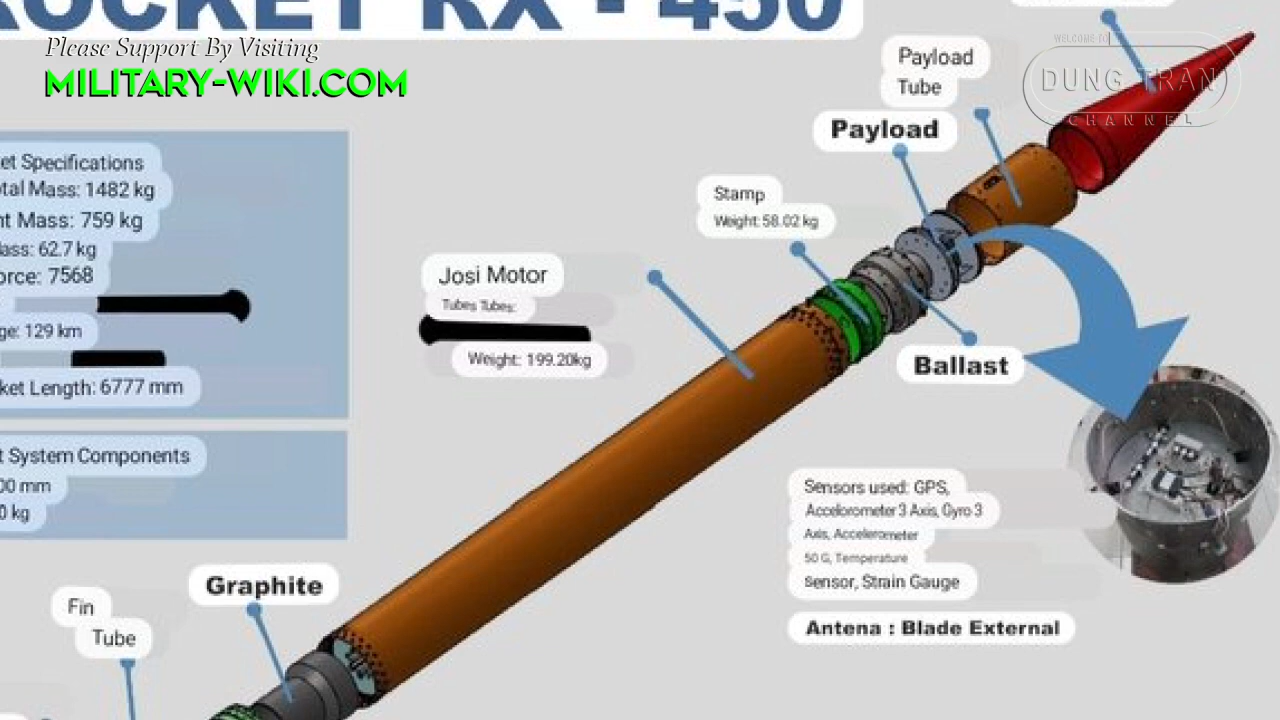 ROCKET RX - 450
Please Support By Visiting
MILITARY-WIKI.COM
WELCOME TO
DUNG TRAN
CHANNEL
Payload
Tube
Payload
Stamp
Weight: 58.02 kg
et Specifications
otal Mass: 1482 kg
nt Mass: 759 kg
ass: 62.7 kg
orce: 7568
ge: 129 km
ket Length: 6777 mm
Josi Motor
Tubes Tubes:
Weight: 199.20kg
Ballast
t System Components
00 mm
0 kg
Sensors used: GPS,
Accelorometer 3 Axis, Gyro 3
Axis, Accelerometer
50 G, Temperature
sensor, Strain Gauge
Antena : Blade External
Graphite
Fin
Tube